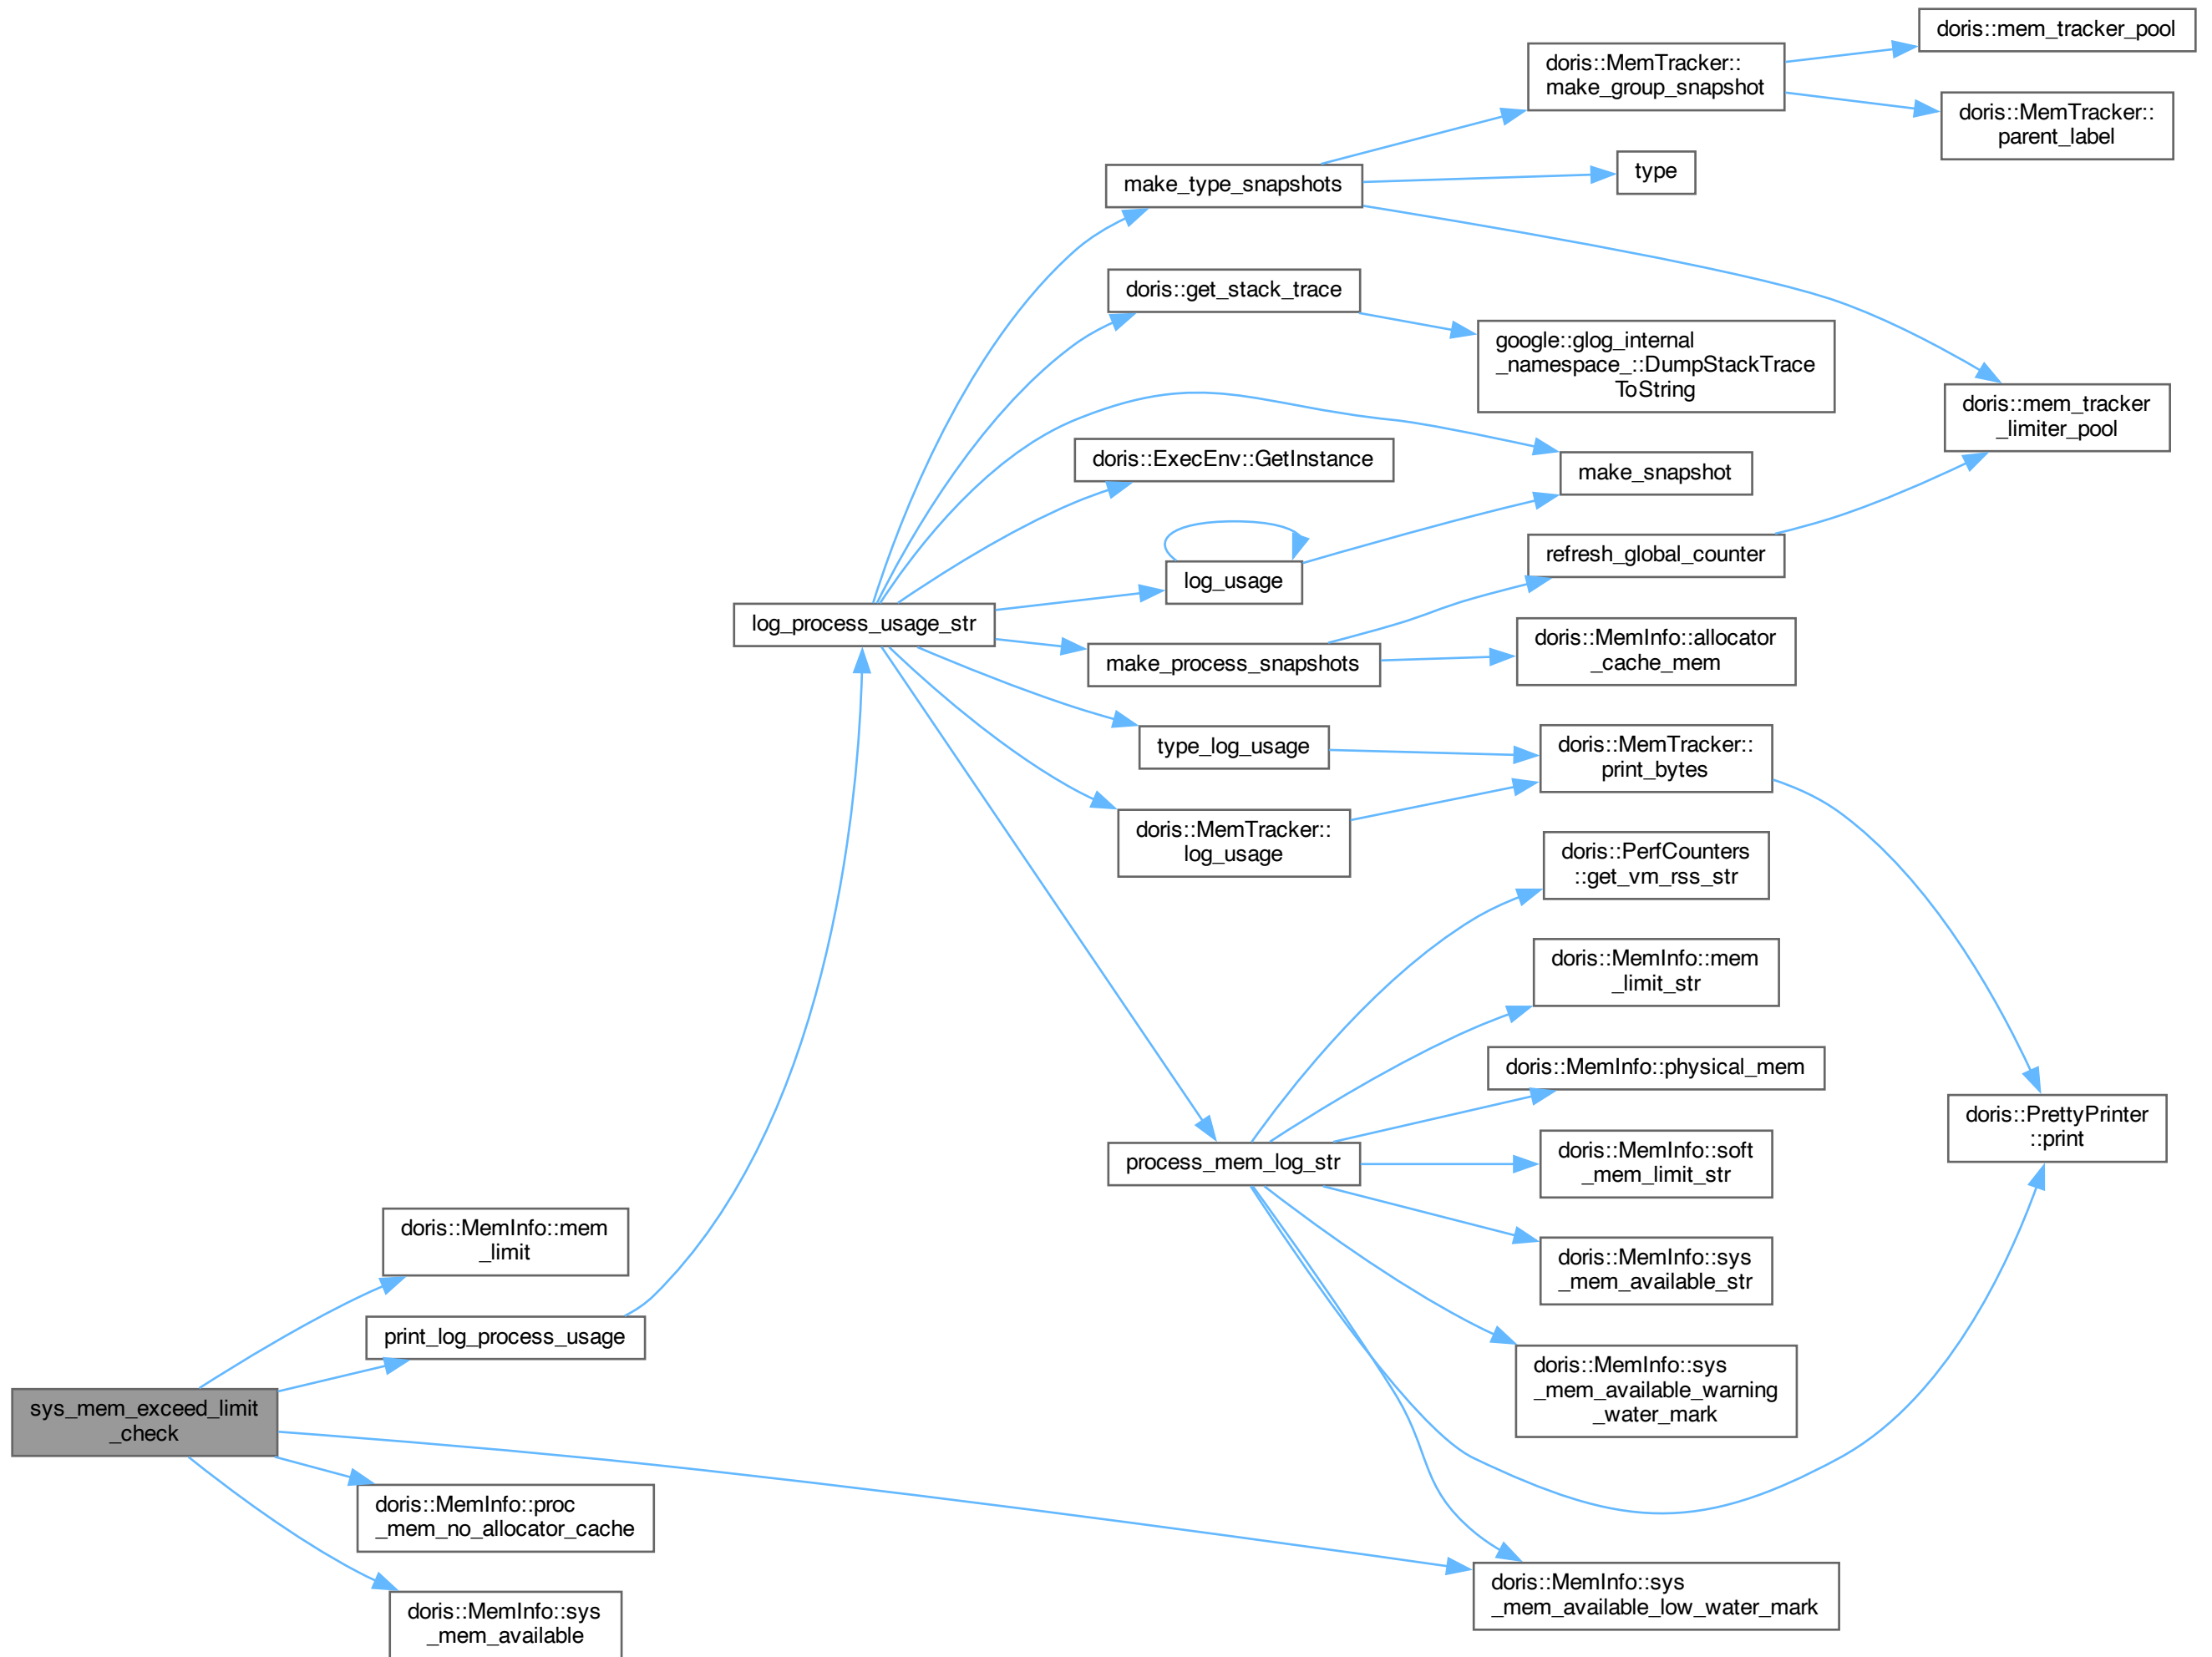 doris::mem_tracker_pool
doris::MemTracker::
make_group_snapshot
doris::MemTracker::
parent_label
type
make_type_snapshots
doris::get_stack_trace
google::glog_internal
_namespace_::DumpStackTrace
ToString
doris::mem_tracker
_limiter_pool
doris::ExecEnv::GetInstance
make_snapshot
refresh_global_counter
log_usage
log_process_usage_str
make_process_snapshots
doris::MemInfo::allocator
_cache_mem
type_log_usage
doris::MemTracker::
print_bytes
doris::MemTracker::
log_usage
doris::PerfCounters
::get_vm_rss_str
doris::MemInfo::mem
_limit_str
doris::MemInfo::physical_mem
doris::PrettyPrinter
::print
process_mem_log_str
doris::MemInfo::soft
_mem_limit_str
doris::MemInfo::sys
_mem_available_str
doris::MemInfo::mem
_limit
print_log_process_usage
doris::MemInfo::sys
_mem_available_warning
_water_mark
sys_mem_exceed_limit
_check
doris::MemInfo::proc
_mem_no_allocator_cache
doris::MemInfo::sys
_mem_available_low_water_mark
doris::MemInfo::sys
_mem_available